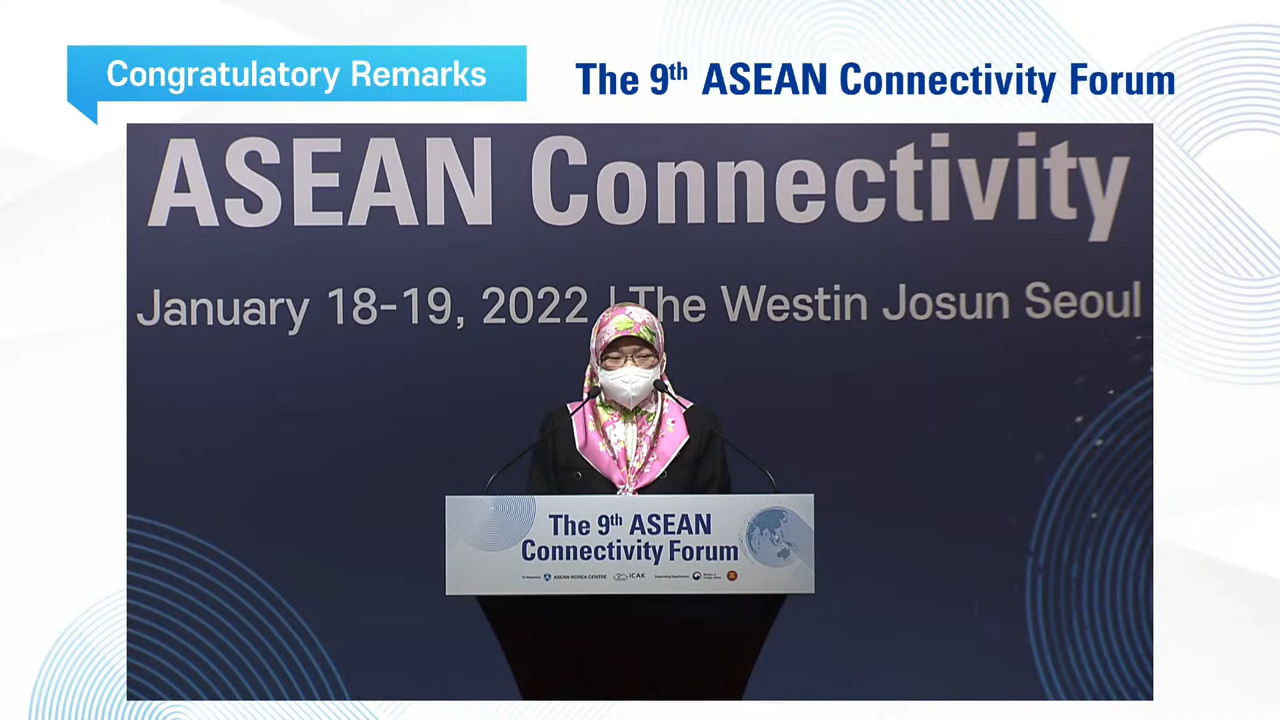 Congratulatory Remarks
The 9th ASEAN Connectivity Forum
ASEAN Connectivity
January 18-19, 2022 | The Westin Josun Seoul
The 9th ASEAN
Connectivity Forum
ASEAN-KOREA CENTRE ICAK